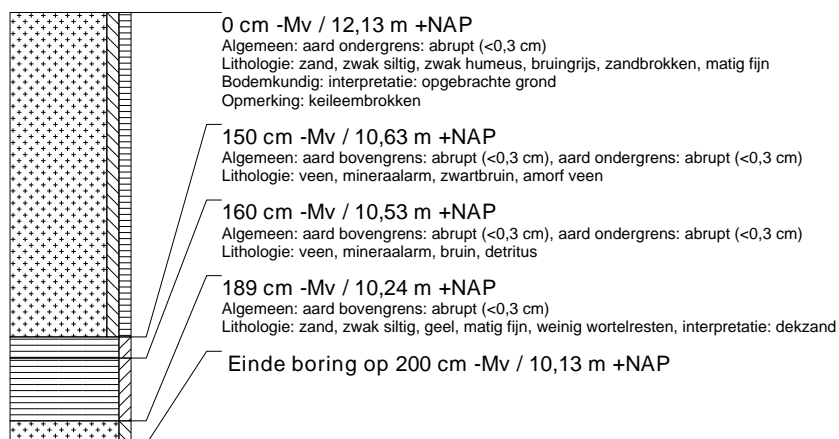 0 cm -Mv / 12,13 m +NAP
Algemeen: aard ondergrens: abrupt (<0,3 cm)
Lithologie: zand, zwak siltig, zwak humeus, bruingrijs, zandbrokken, matig fijn
Bodemkundig: interpretatie: opgebrachte grond
Opmerking: keileembrokken
150 cm -Mv / 10,63 m +NAP
Algemeen: aard bovengrens: abrupt (<0,3 cm), aard ondergrens: abrupt (<0,3 cm)
Lithologie: veen, mineraalarm, zwartbruin, amorf veen
160 cm -Mv / 10,53 m +NAP
Algemeen: aard bovengrens: abrupt (<0,3 cm), aard ondergrens: abrupt (<0,3 cm)
Lithologie: veen, mineraalarm, bruin, detritus
189 cm -Mv / 10,24 m +NAP
Algemeen: aard bovengrens: abrupt (<0,3 cm)
Lithologie: zand, zwak siltig, geel, matig fijn, weinig wortelresten, interpretatie: dekzand
Einde boring op 200 cm -Mv / 10,13 m +NAP